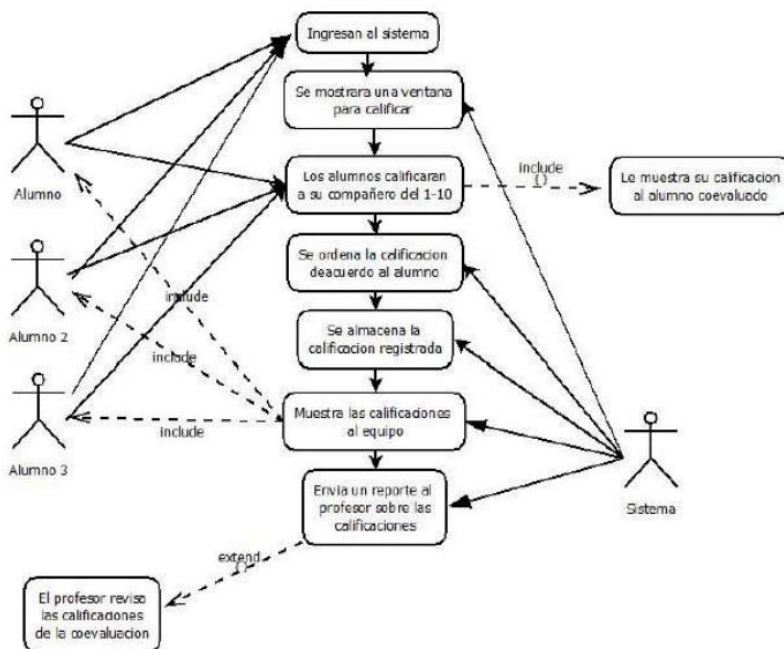 Ingresan al sistema
Se mostrara una ventana
para calificar
Alumno
Los alumnos calificaran
a su compañero del 1-10
include
()
Le muestra su calificacion
al alumno coevaluado
Se ordena la calificacion
deacuerdo al alumno
Alumno 2
include
Se almacena la
calificacion registrada
include
Muestra las calificaciones
al equipo
include
Alumno 3
Envia un reporte al
profesor sobre las
calificaciones
Sistema
extend
()
El profesor revisa
las calificaciones
de la coevaluacion